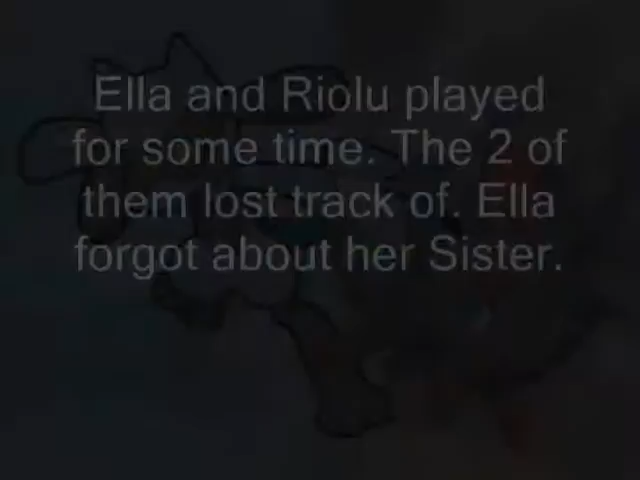 Ella and Riolu played
for some time. The 2 of
them lost track of. Ella
forgot about her Sister.